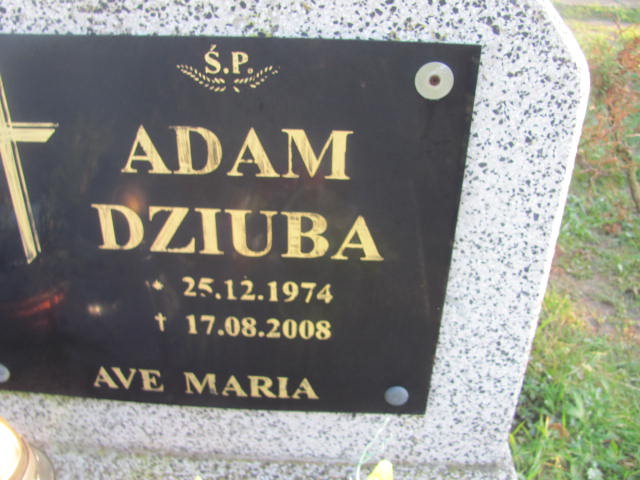 Ś.P.
ADAM
DZIUBA
* 25.12.1974
† 17.08.2008
AVE MARIA